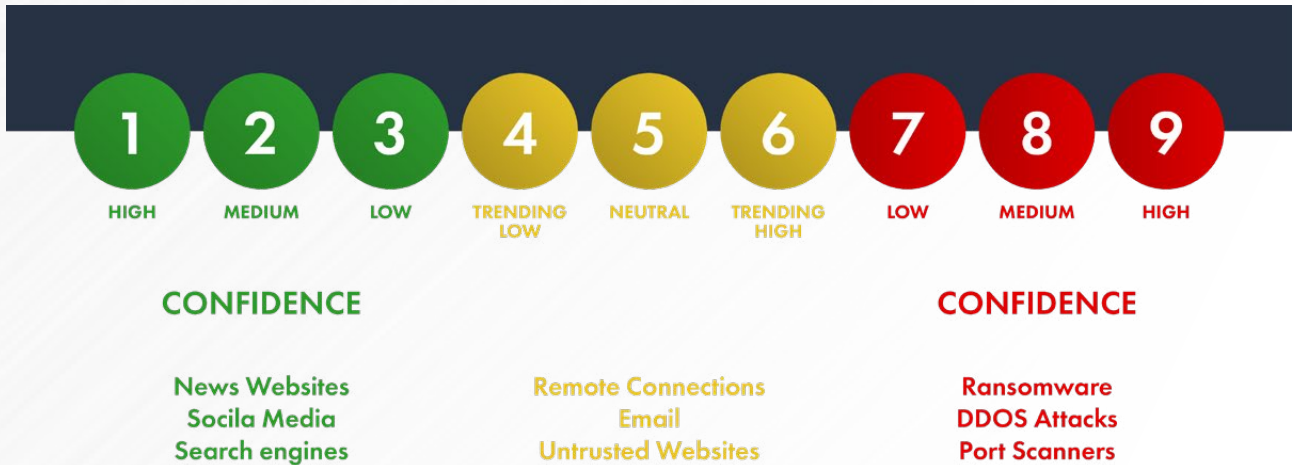 1 2 3 4 5 6 7 8 9
HIGH MEDIUM LOW TRENDING LOW NEUTRAL TRENDING HIGH LOW MEDIUM HIGH
CONFIDENCE CONFIDENCE
News Websites Remote Connections Ransomware
Socila Media Email DDOS Attacks
Search engines Untrusted Websites Port Scanners